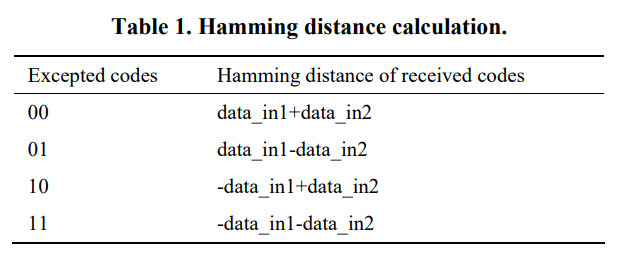 Table 1. Hamming distance calculation.
Excepted codes Hamming distance of received codes
00 data_in1+data_in2
01 data_in1-data_in2
10 -data_in1+data_in2
11 -data_in1-data_in2